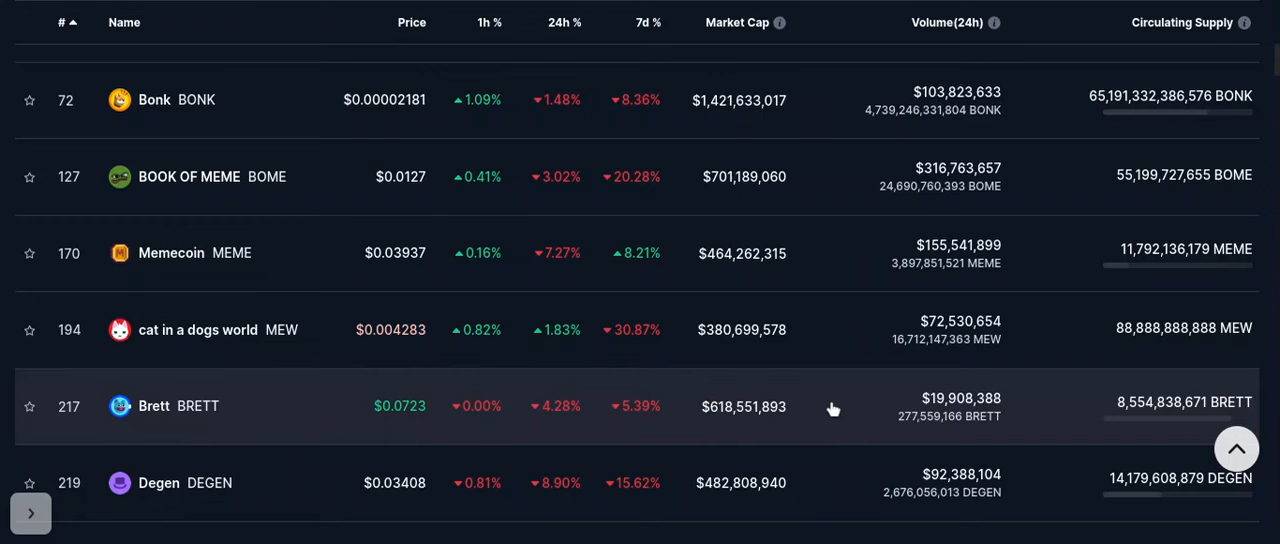 # Name Price 1h % 24h % 7d % Market Cap Volume(24h) Circulating Supply
72 Bonk BONK $0.00002181 1.09% 1.48% 8.36% $1,421,633,017 $103,823,633 65,191,332,386,576 BONK
4,739,246,331,804 BONK
127 BOOK OF MEME BOME $0.0127 0.41% 3.02% 20.28% $701,189,060 $316,763,657 55,199,727,655 BOME
24,690,760,393 BOME
170 Memecoin MEME $0.03937 0.16% 7.27% 8.21% $464,262,315 $155,541,899 11,792,136,179 MEME
3,897,851,521 MEME
194 cat in a dogs world MEW $0.004283 0.82% 1.83% 30.87% $380,699,578 $72,530,654 88,888,888,888 MEW
16,712,147,363 MEW
217 Brett BRETT $0.0723 0.00% 4.28% 5.39% $618,551,893 $19,908,388 8,554,838,671 BRETT
277,559,166 BRETT
219 Degen DEGEN $0.03408 0.81% 8.90% 15.62% $482,808,940 $92,388,104 14,179,608,879 DEGEN
2,676,056,013 DEGEN